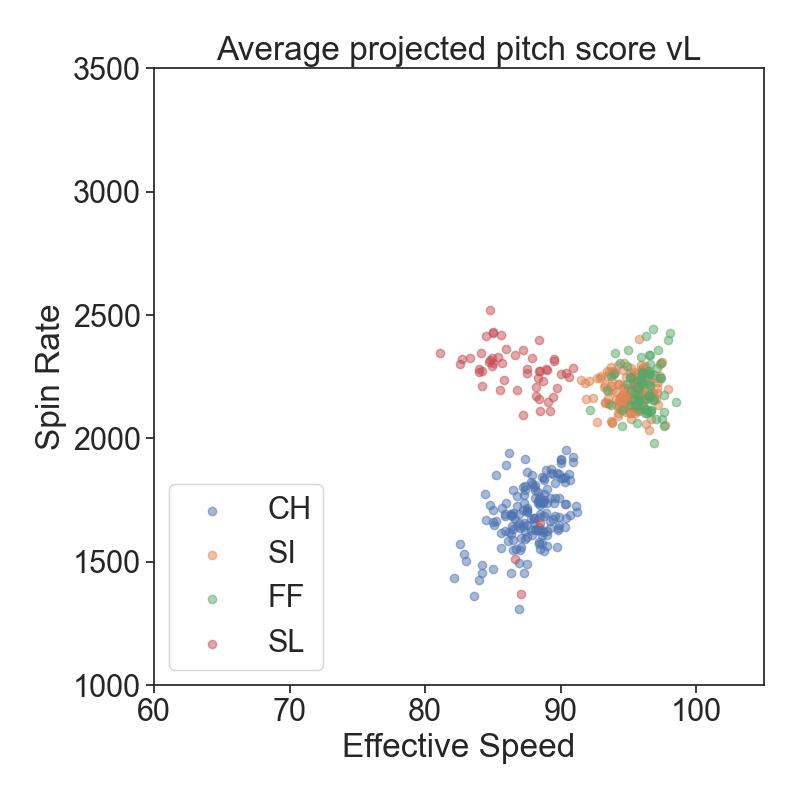 Average projected pitch score vL
3500
3000
2500
2000
1500
1000
Spin Rate
CH
SI
FF
SL
60 70 80 90 100
Effective Speed